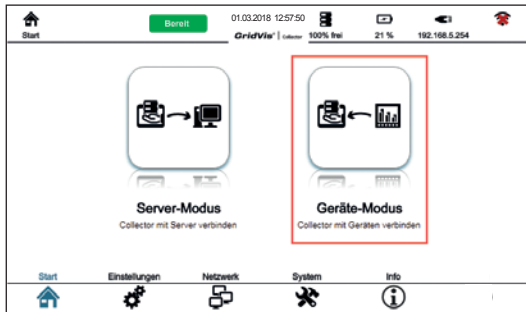 Start
Bereit
01.03.2018 12:57:50
GridVis® | Collector
100% frei
21 %
192.168.5.254
Server-Modus
Collector mit Server verbinden
Geräte-Modus
Collector mit Geräten verbinden
Start Einstellungen Netzwerk System Info